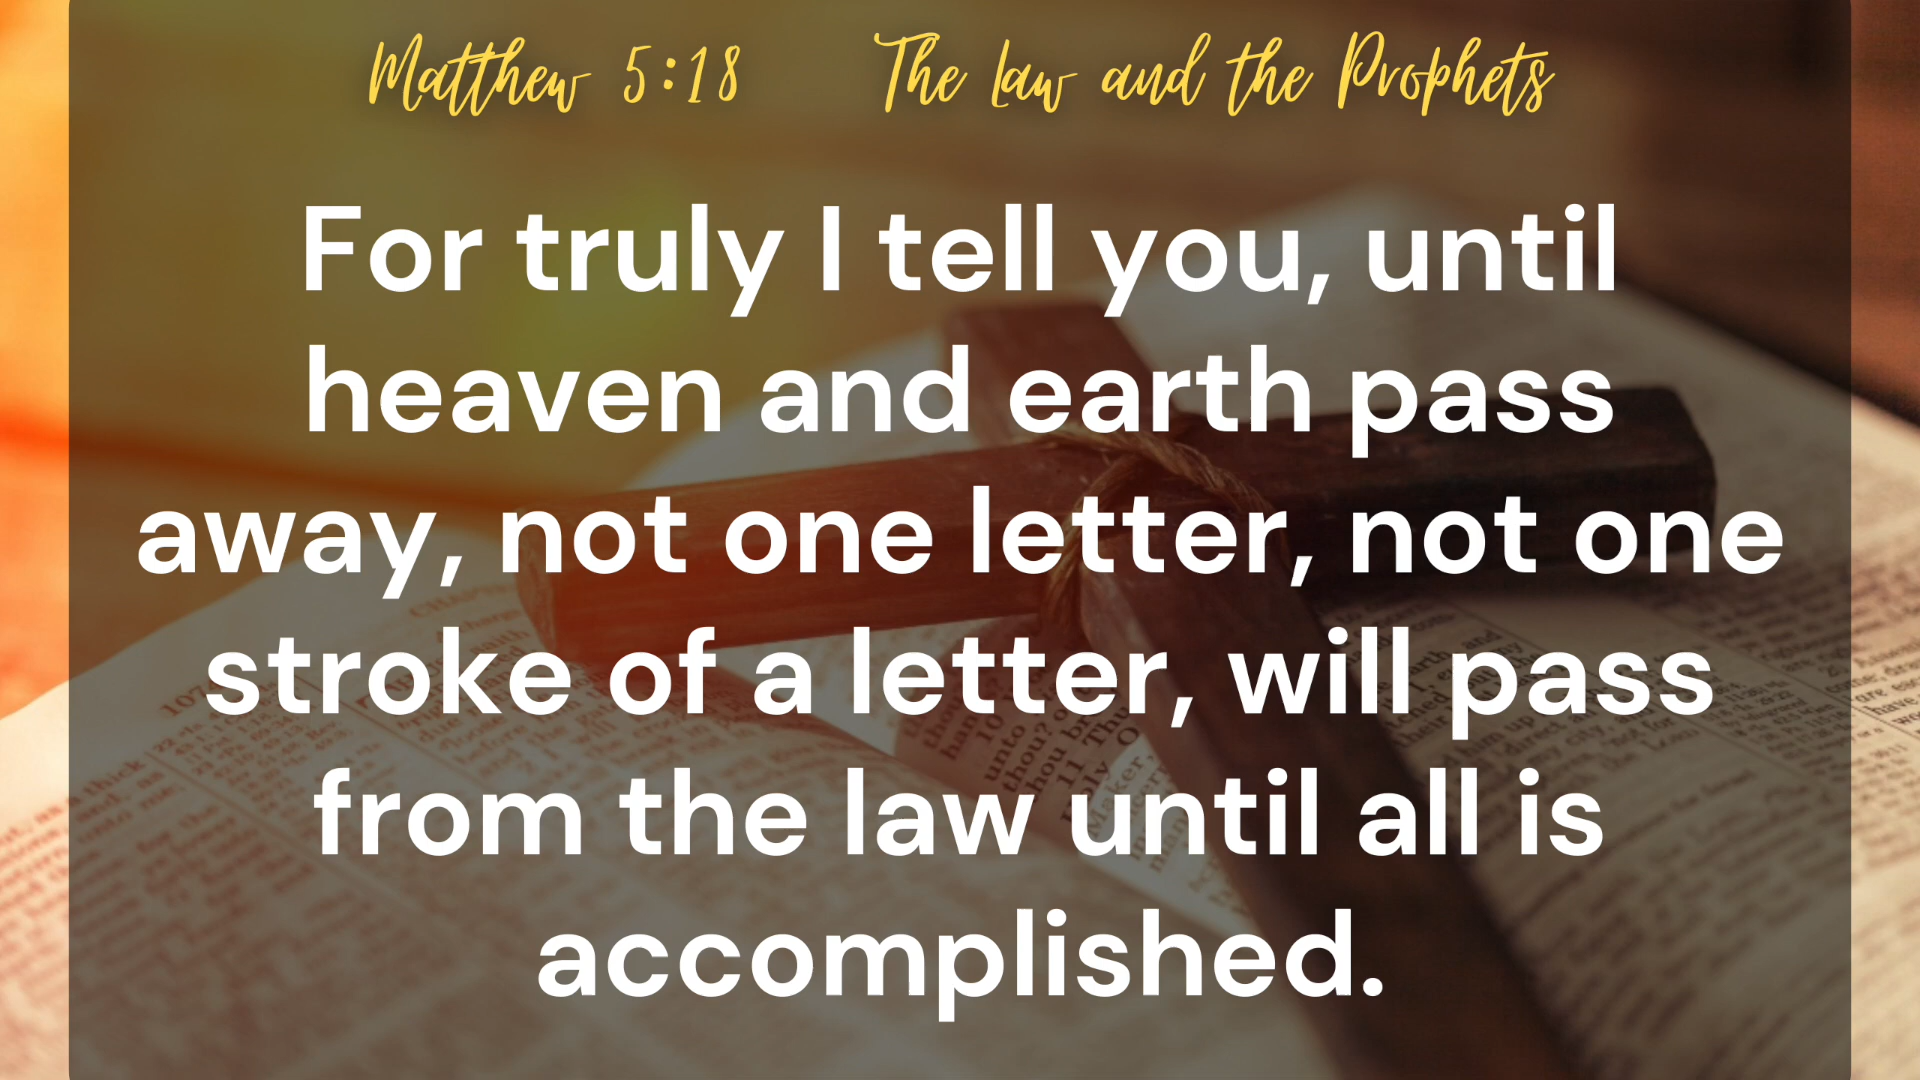 Matthew 5:18 The Law and the Prophets
For truly I tell you, until
heaven and earth pass
away, not one letter, not one
stroke of a letter, will pass
from the law until all is
accomplished.